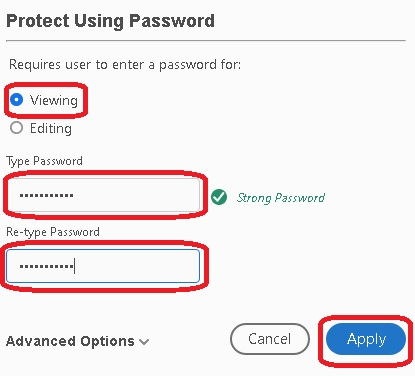 Protect Using Password
Requires user to enter a password for:
Viewing
Editing
Type Password
•••••••••••
Strong Password
Re-type Password
•••••••••••
Advanced Options
Cancel
Apply